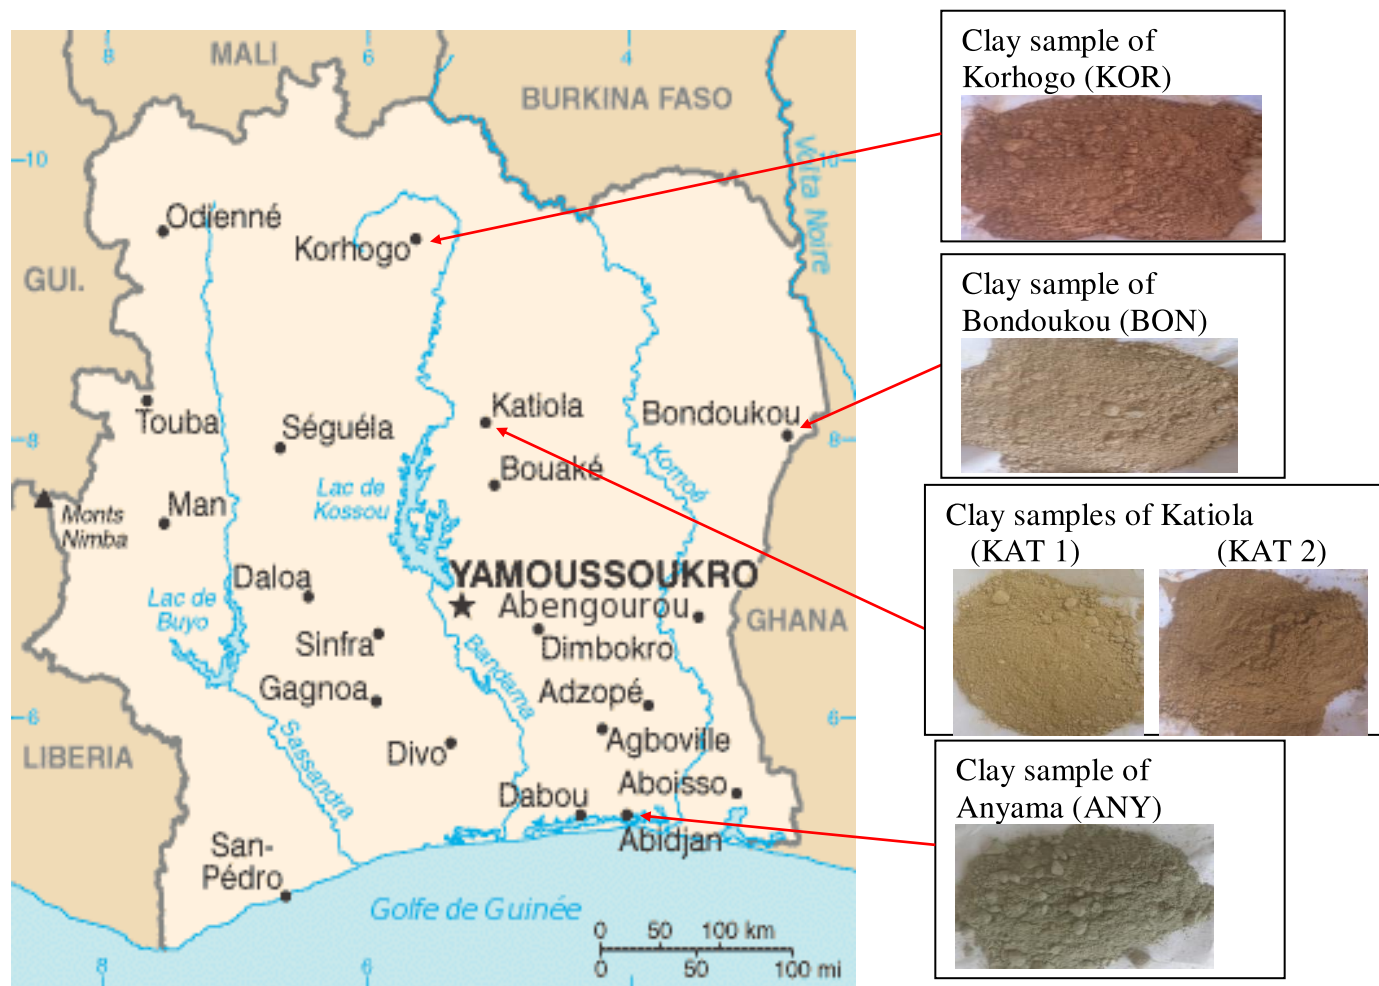 8
6
4
MALI
BURKINA FASO
10
10
Volta Noire
Odienné
Korhogo
GUI.
Katiola
Bondoukou
Touba
Séguéla
8
8
Bouaké
Komoé
Lac de
Kossou
Man
Monts
Nimba
YAMOUSSOUKRO
Daloa
Abengourou
Lac de
Buyo
GHANA
Sinfra
Dimbokro
Bandama
Gagnoa
Adzopé
6
6
Sassandra
Agboville
LIBERIA
Divo
Aboisso
Dabou
Abidjan
San-
Pédro
Golfe de Guinée
0 50 100 km
0 50 100 mi
8
6
Clay sample of
Korhogo (KOR)
Clay sample of
Bondoukou (BON)
Clay samples of Katiola
(KAT 1) (KAT 2)
Clay sample of
Anyama (ANY)